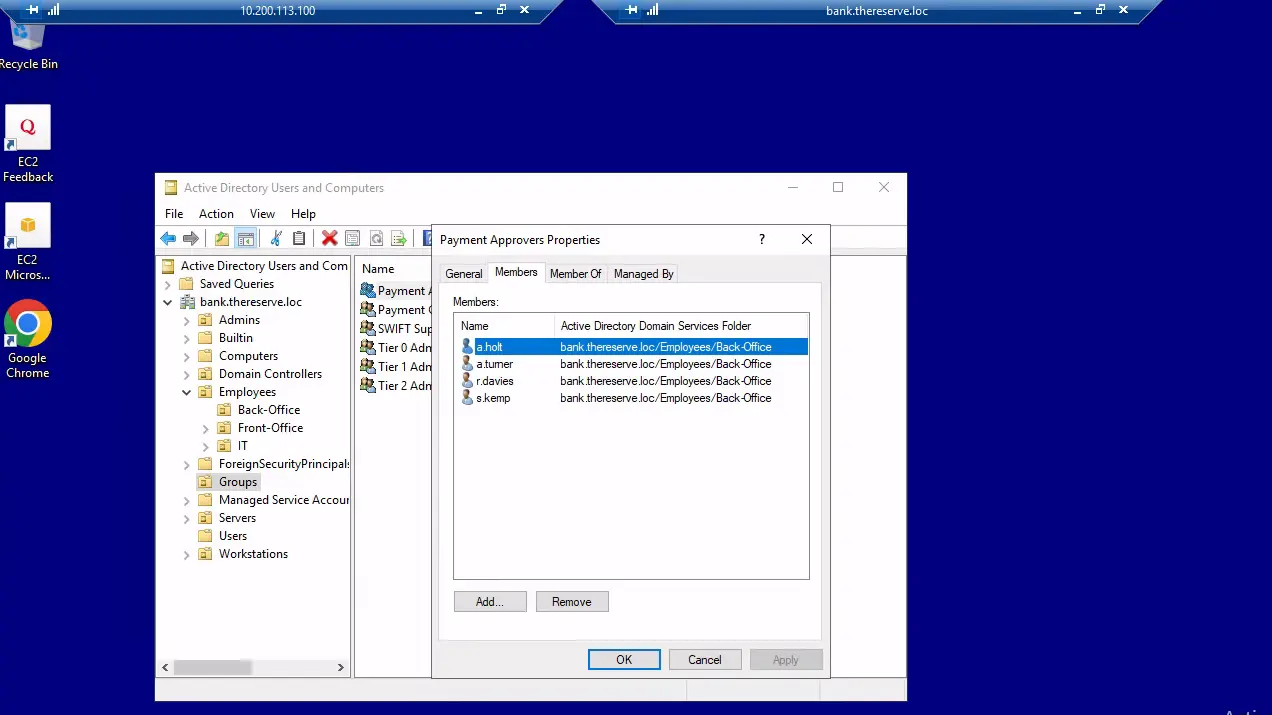 10.200.113.100
bank.thereserve.loc
Recycle Bin
EC2
Feedback
EC2
Micros...
Google
Chrome
Active Directory Users and Computers
File Action View Help
Payment Approvers Properties
?
General Members Member Of Managed By
Members:
Name Active Directory Domain Services Folder
a.holt bank.thereserve.loc/Employees/Back-Office
a.turner bank.thereserve.loc/Employees/Back-Office
r.davies bank.thereserve.loc/Employees/Back-Office
s.kemp bank.thereserve.loc/Employees/Back-Office
Add... Remove
OK Cancel Apply
Active Directory Users and Com
Saved Queries
bank.thereserve.loc
Admins
Builtin
Computers
Domain Controllers
Employees
Back-Office
Front-Office
IT
ForeignSecurityPrincipals
Groups
Managed Service Accour
Servers
Users
Workstations
Name
Payment A
Payment C
SWIFT Sup
Tier 0 Adn
Tier 1 Adn
Tier 2 Adn